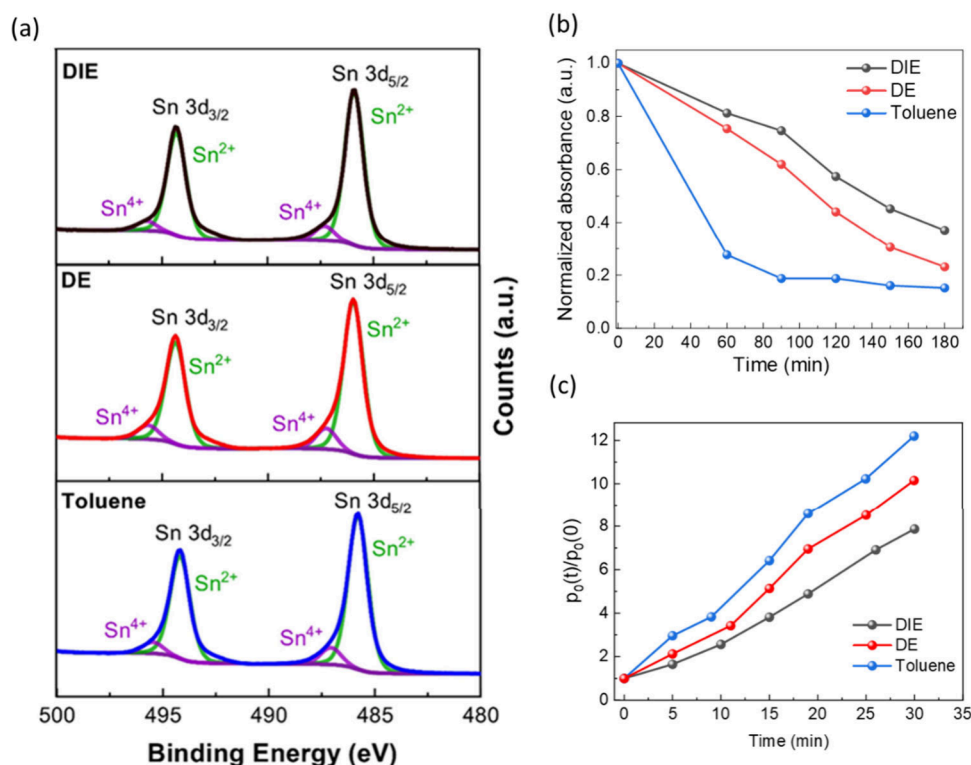 (a)
DIE
Sn 3d5/2
Sn2+
Sn 3d3/2
Sn2+
Sn4+
Sn4+
DE
Sn 3d5/2
Sn 3d3/2
Sn2+
Sn2+
Sn4+
Sn4+
Toluene
Sn 3d5/2
Sn 3d3/2
Sn2+
Sn2+
Sn4+
Sn4+
500 495 490 485 480
Binding Energy (eV)
Counts (a.u.)
(b)
Normalized absorbance (a.u.)
1.0
0.8
0.6
0.4
0.2
0.0
DIE
DE
Toluene
0 20 40 60 80 100 120 140 160 180
Time (min)
(c)
p0(t)/p0(0)
12
10
8
6
4
2
0
DIE
DE
Toluene
0 5 10 15 20 25 30 35
Time (min)